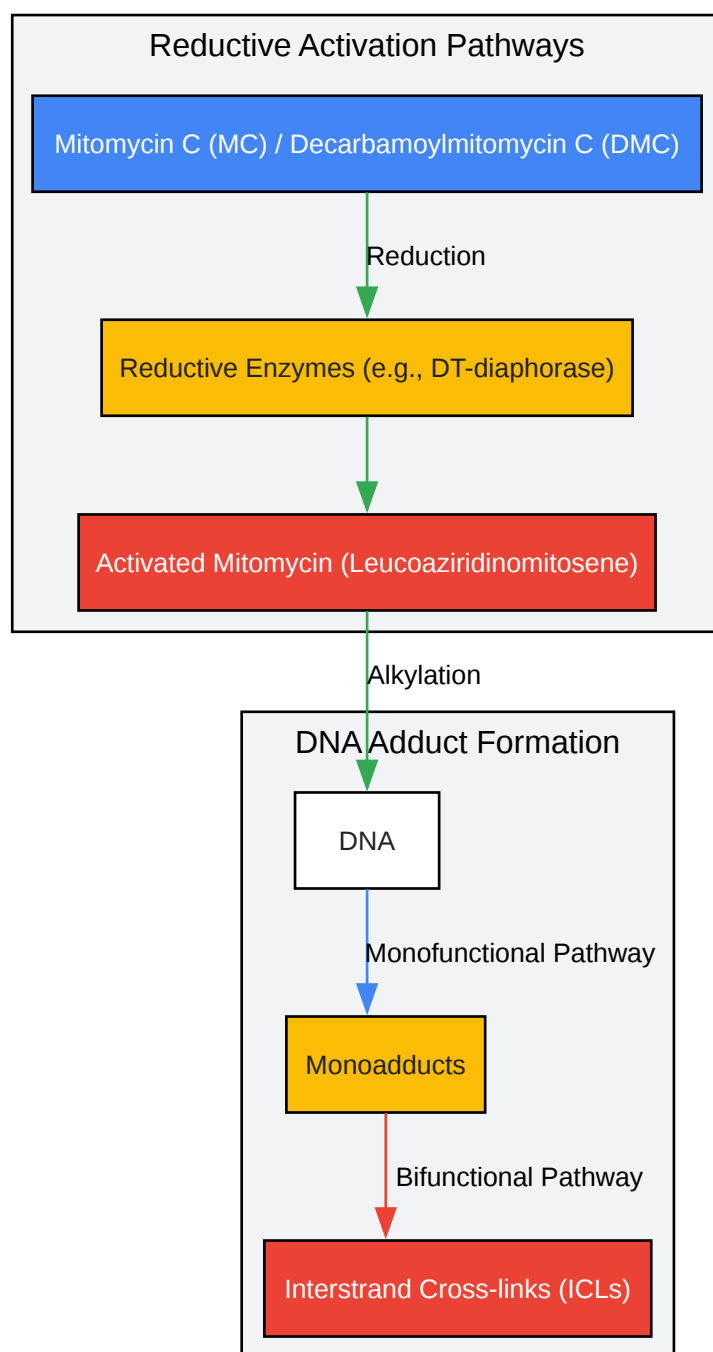 Reductive Activation Pathways
Mitomycin C (MC) / Decarbamoylmitomycin C (DMC)
Reduction
Reductive Enzymes (e.g., DT-diaphorase)
Activated Mitomycin (Leucoaziridinomitosene)
Alkylation
DNA Adduct Formation
DNA
Monofunctional Pathway
Monoadducts
Bifunctional Pathway
Interstrand Cross-links (ICLs)